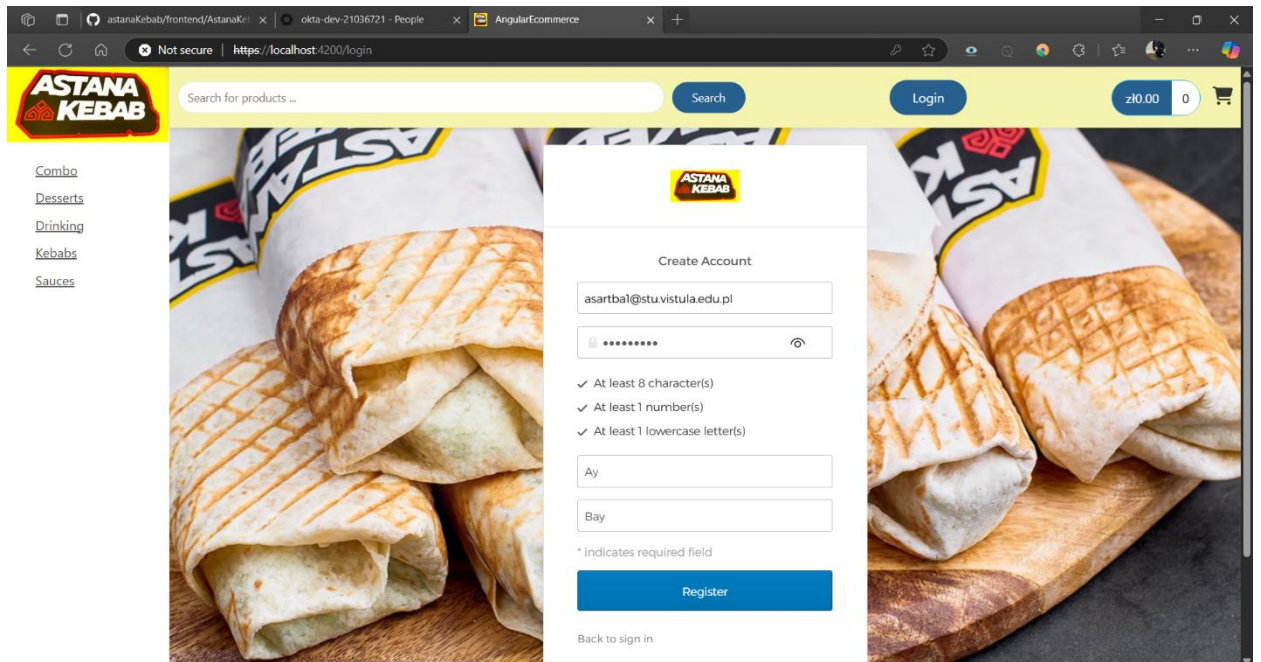 astanaKebab/frontend/AstanaKeb
okta-dev-21036721 - People
AngularEcommerce
Not secure
https://localhost:4200/login
ASTANA
KEBAB
Search for products ...
Search
Login
zł0.00
0
Combo
Desserts
Drinking
Kebabs
Sauces
ASTANA
KEBAB
Create Account
asartba1@stu.vistula.edu.pl
•••••••••
At least 8 character(s)
At least 1 number(s)
At least 1 lowercase letter(s)
Ay
Bay
* indicates required field
Register
Back to sign in